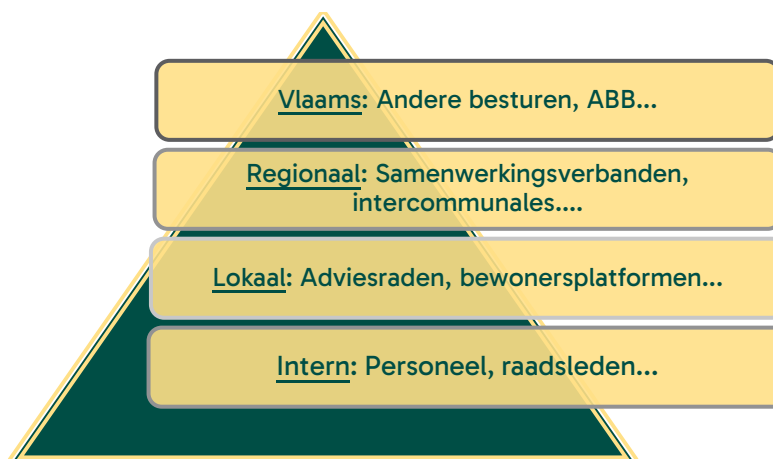 Vlaams: Andere besturen, ABB...
Regionaal: Samenwerkingsverbanden,
intercommunales....
Lokaal: Adviesraden, bewonersplatformen...
Intern: Personeel, raadsleden...